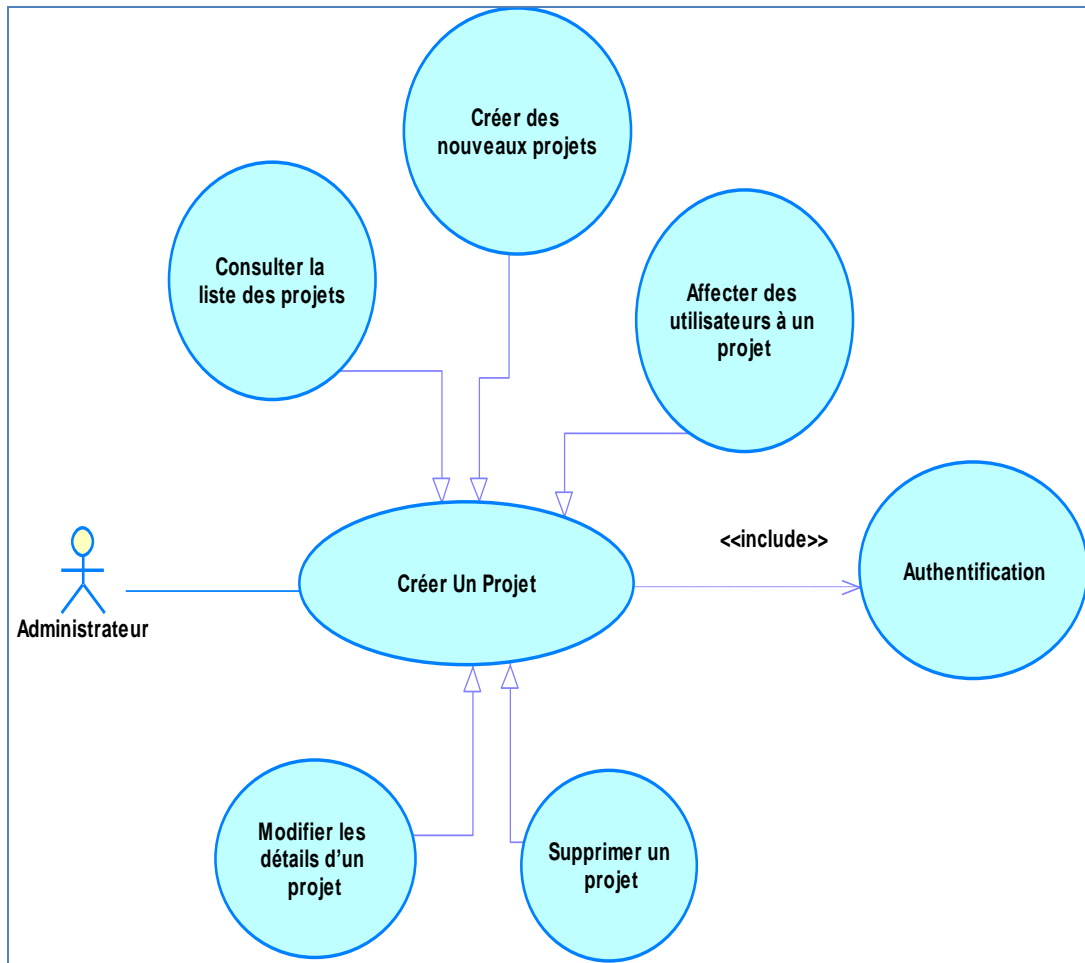 Créer des
nouveaux projets
Consulter la
liste des projets
Affecter des
utilisateurs à un
projet
<<include>>
Authentification
Créer Un Projet
Administrateur
Modifier les
détails d’un
projet
Supprimer un
projet